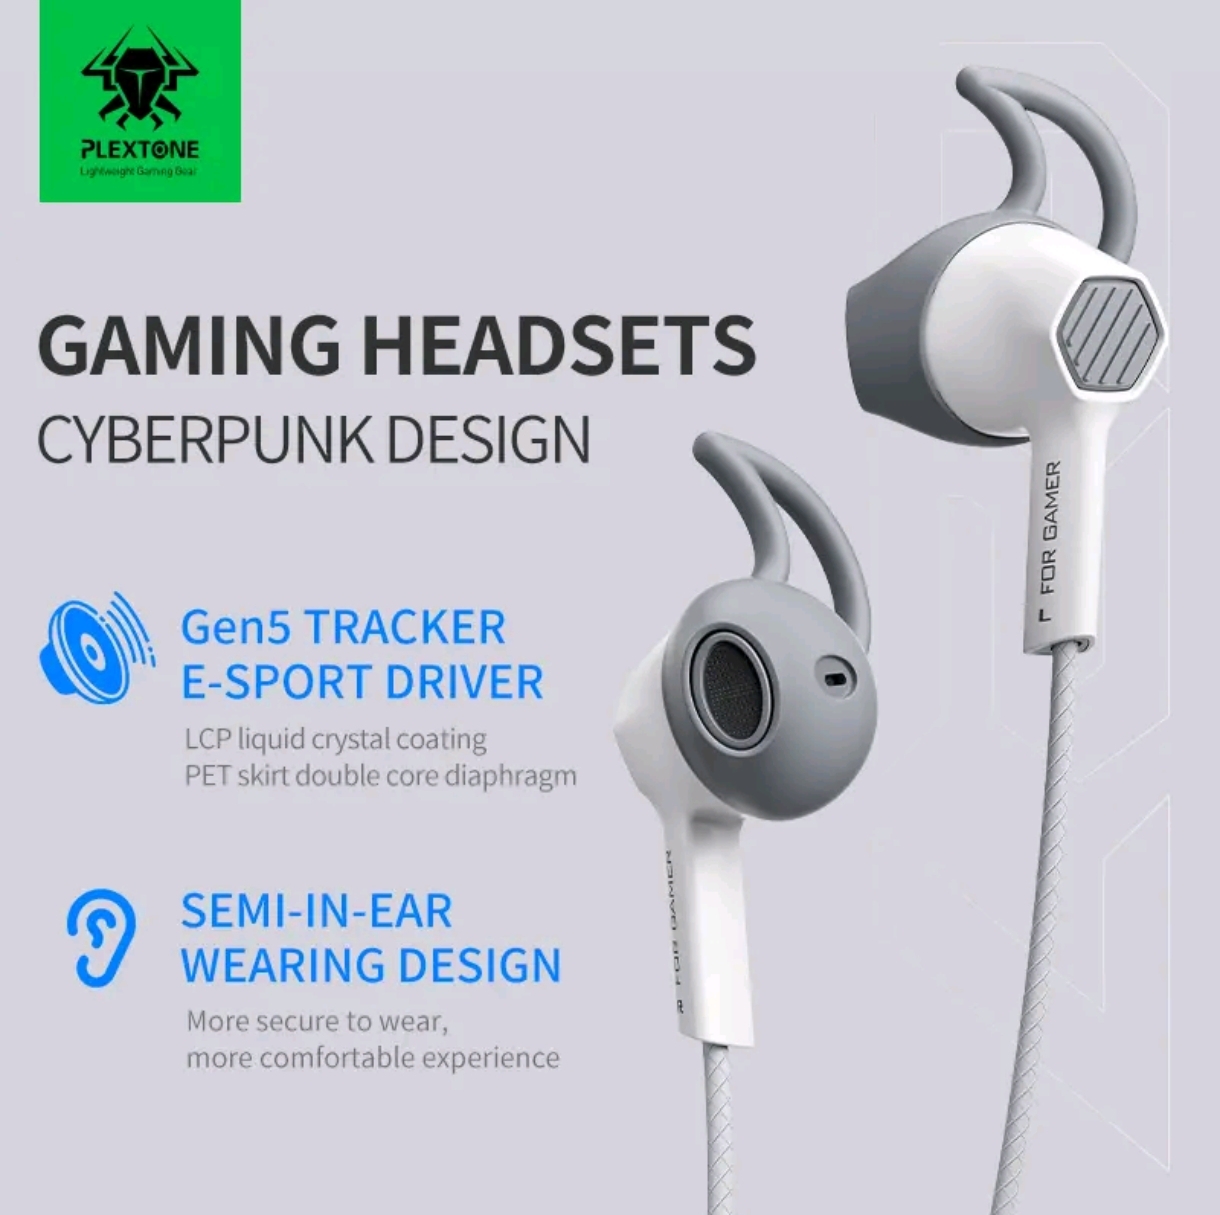 PLEXTONE
Lightweight Gaming Gear
GAMING HEADSETS
CYBERPUNK DESIGN
Gen5 TRACKER
E-SPORT DRIVER
LCP liquid crystal coating
PET skirt double core diaphragm
SEMI-IN-EAR
WEARING DESIGN
More secure to wear,
more comfortable experience
L FOR GAMER
R FOR GAMER